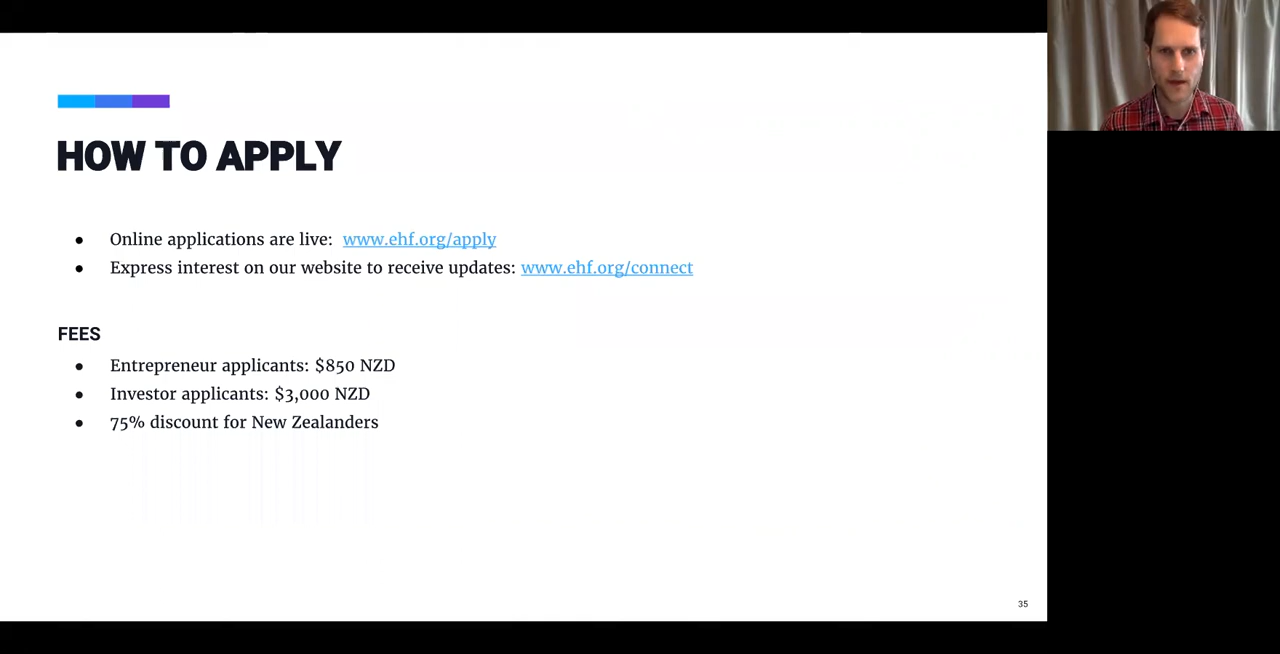 HOW TO APPLY
● Online applications are live: www.ehf.org/apply
● Express interest on our website to receive updates: www.ehf.org/connect
FEES
● Entrepreneur applicants: $850 NZD
● Investor applicants: $3,000 NZD
● 75% discount for New Zealanders
35